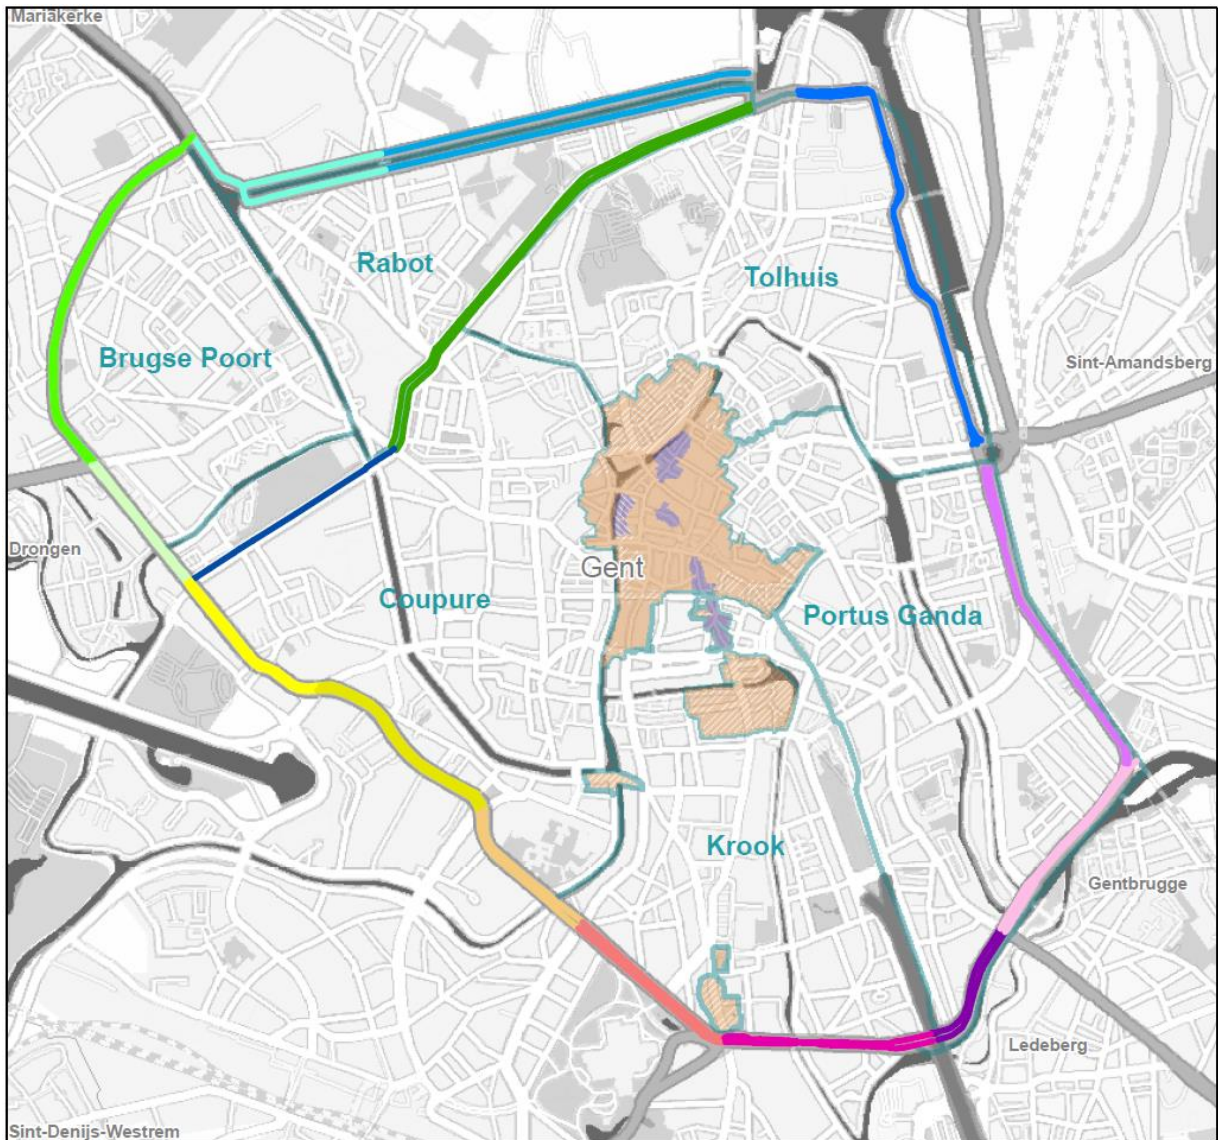 Mariakerke
Rabot
Tolhuis
Brugse Poort
Sint-Amandsberg
Drongen
Gent
Coupure
Portus Ganda
Krook
Gentbrugge
Ledeberg
Sint-Denijs-Westrem